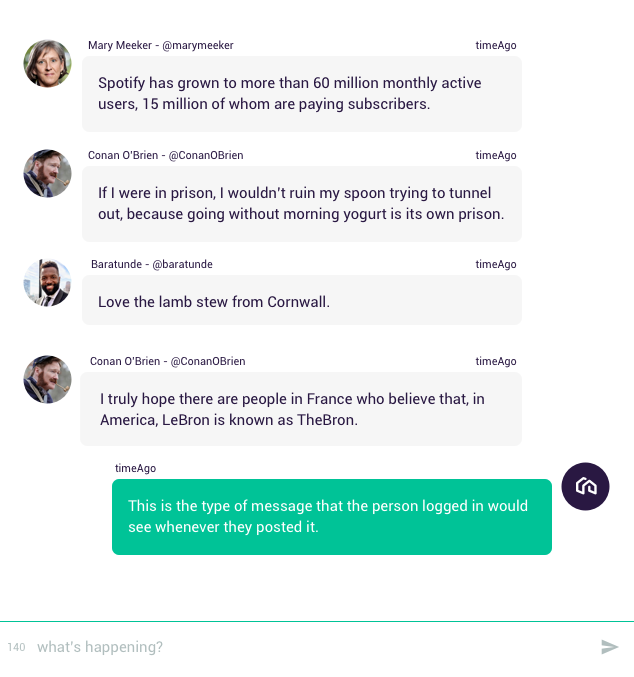 Mary Meeker - @marymeeker timeAgo
Spotify has grown to more than 60 million monthly active
users, 15 million of whom are paying subscribers.
Conan O'Brien - @ConanOBrien timeAgo
If I were in prison, I wouldn't ruin my spoon trying to tunnel
out, because going without morning yogurt is its own prison.
Baratunde - @baratunde timeAgo
Love the lamb stew from Cornwall.
Conan O'Brien - @ConanOBrien timeAgo
I truly hope there are people in France who believe that, in
America, LeBron is known as TheBron.
timeAgo
This is the type of message that the person logged in would
see whenever they posted it.
140 what's happening?